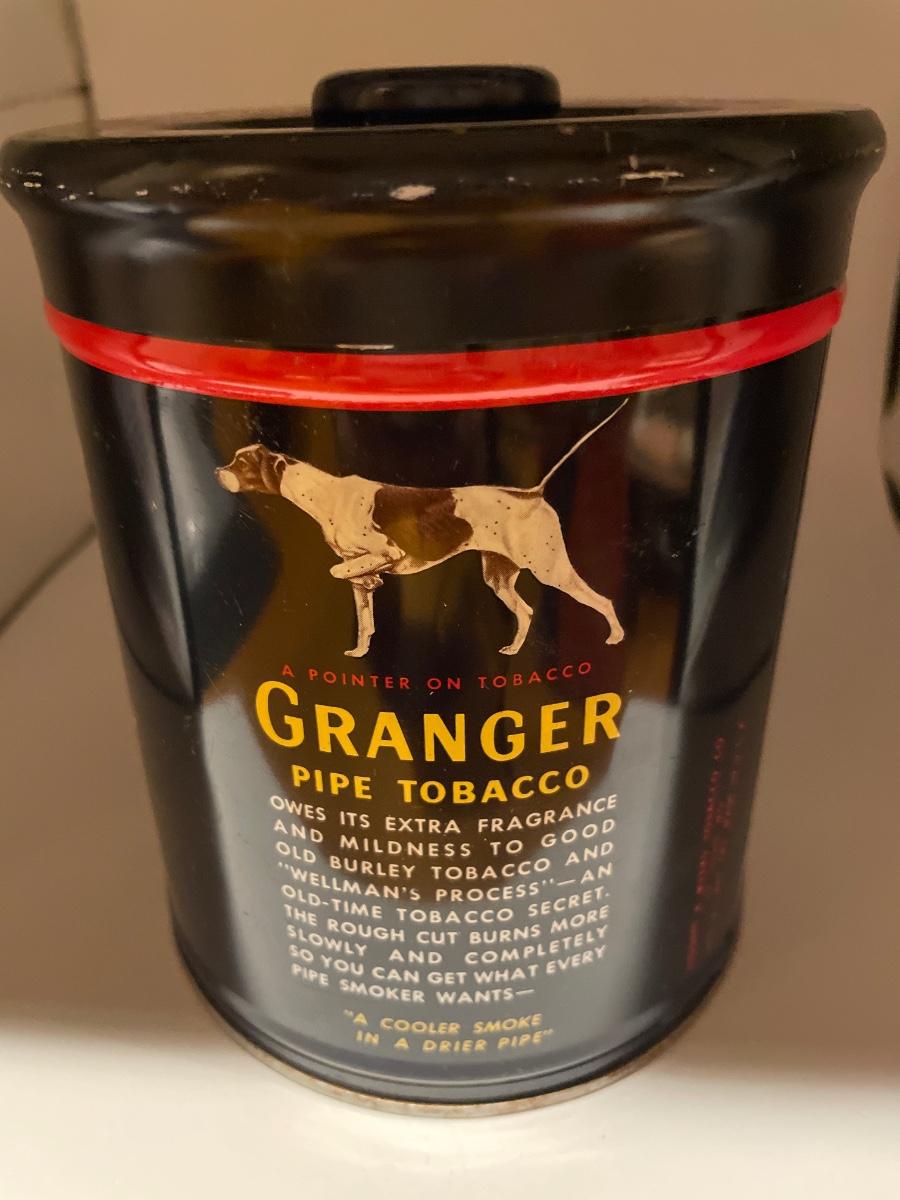 A POINTER ON TOBACCO
GRANGER
PIPE TOBACCO
OWES ITS EXTRA FRAGRANCE
AND MILDNESS TO GOOD
OLD BURLEY TOBACCO AND
"WELLMAN'S PROCESS"—AN
OLD-TIME TOBACCO SECRET.
THE ROUGH CUT BURNS MORE
SLOWLY AND COMPLETELY
SO YOU CAN GET WHAT EVERY
PIPE SMOKER WANTS—
"A COOLER SMOKE
IN A DRIER PIPE"
TOBACCO CO